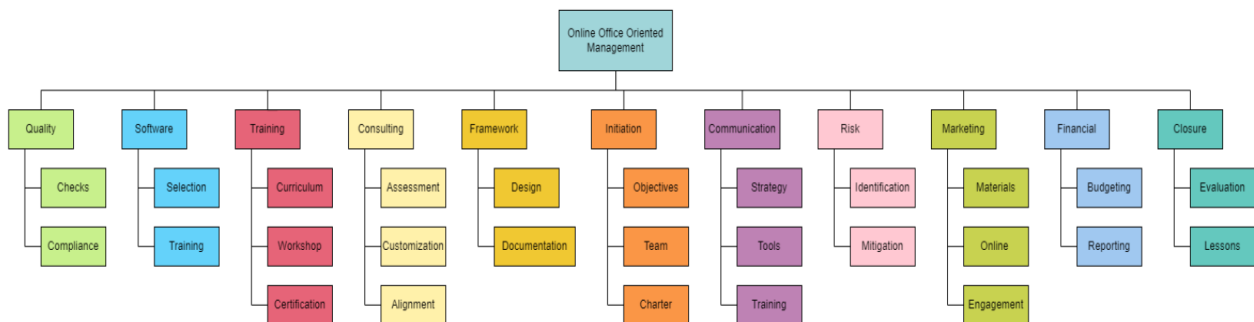 Online Office Oriented
Management
Quality
Software
Training
Consulting
Framework
Initiation
Communication
Risk
Marketing
Financial
Closure
Checks
Selection
Curriculum
Assessment
Design
Objectives
Strategy
Identification
Materials
Budgeting
Evaluation
Compliance
Training
Workshop
Customization
Documentation
Team
Tools
Mitigation
Online
Reporting
Lessons
Certification
Alignment
Charter
Training
Engagement